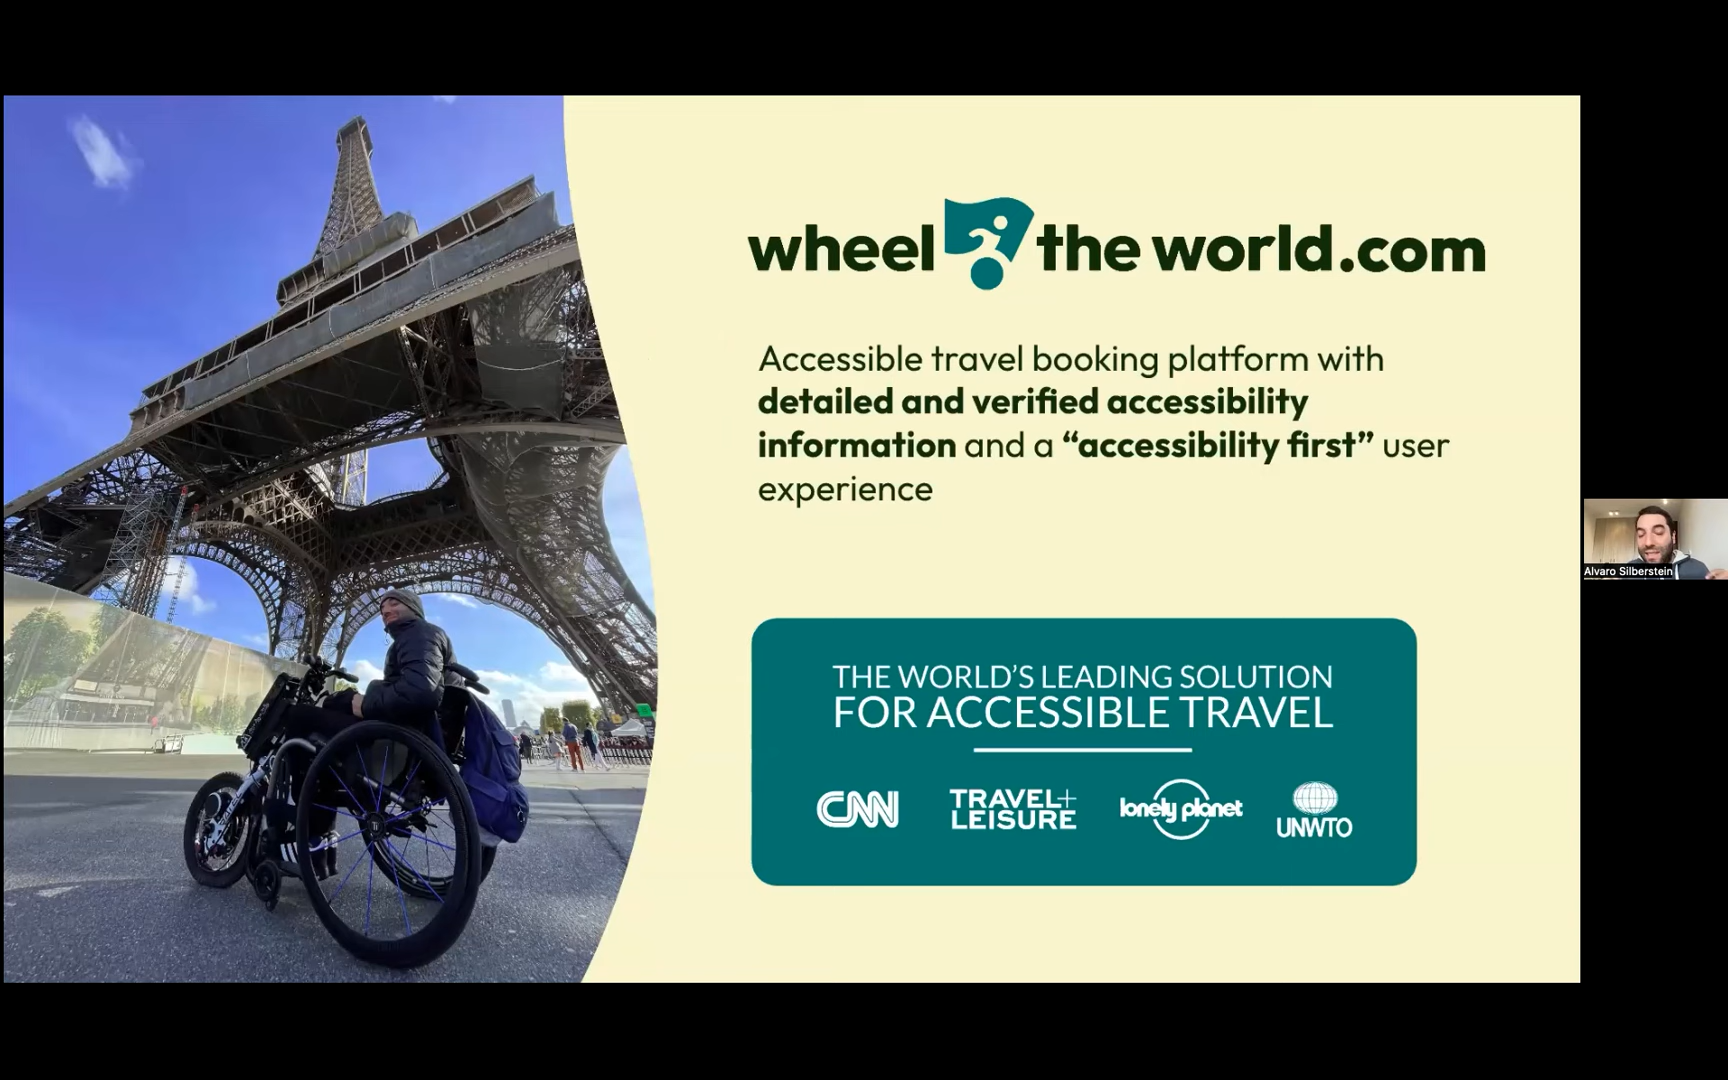 wheel the world.com
Accessible travel booking platform with
detailed and verified accessibility
information and a “accessibility first” user
experience
THE WORLD’S LEADING SOLUTION
FOR ACCESSIBLE TRAVEL
CNN
TRAVEL+
LEISURE
lonely planet
UNWTO
Alvaro Silberstein